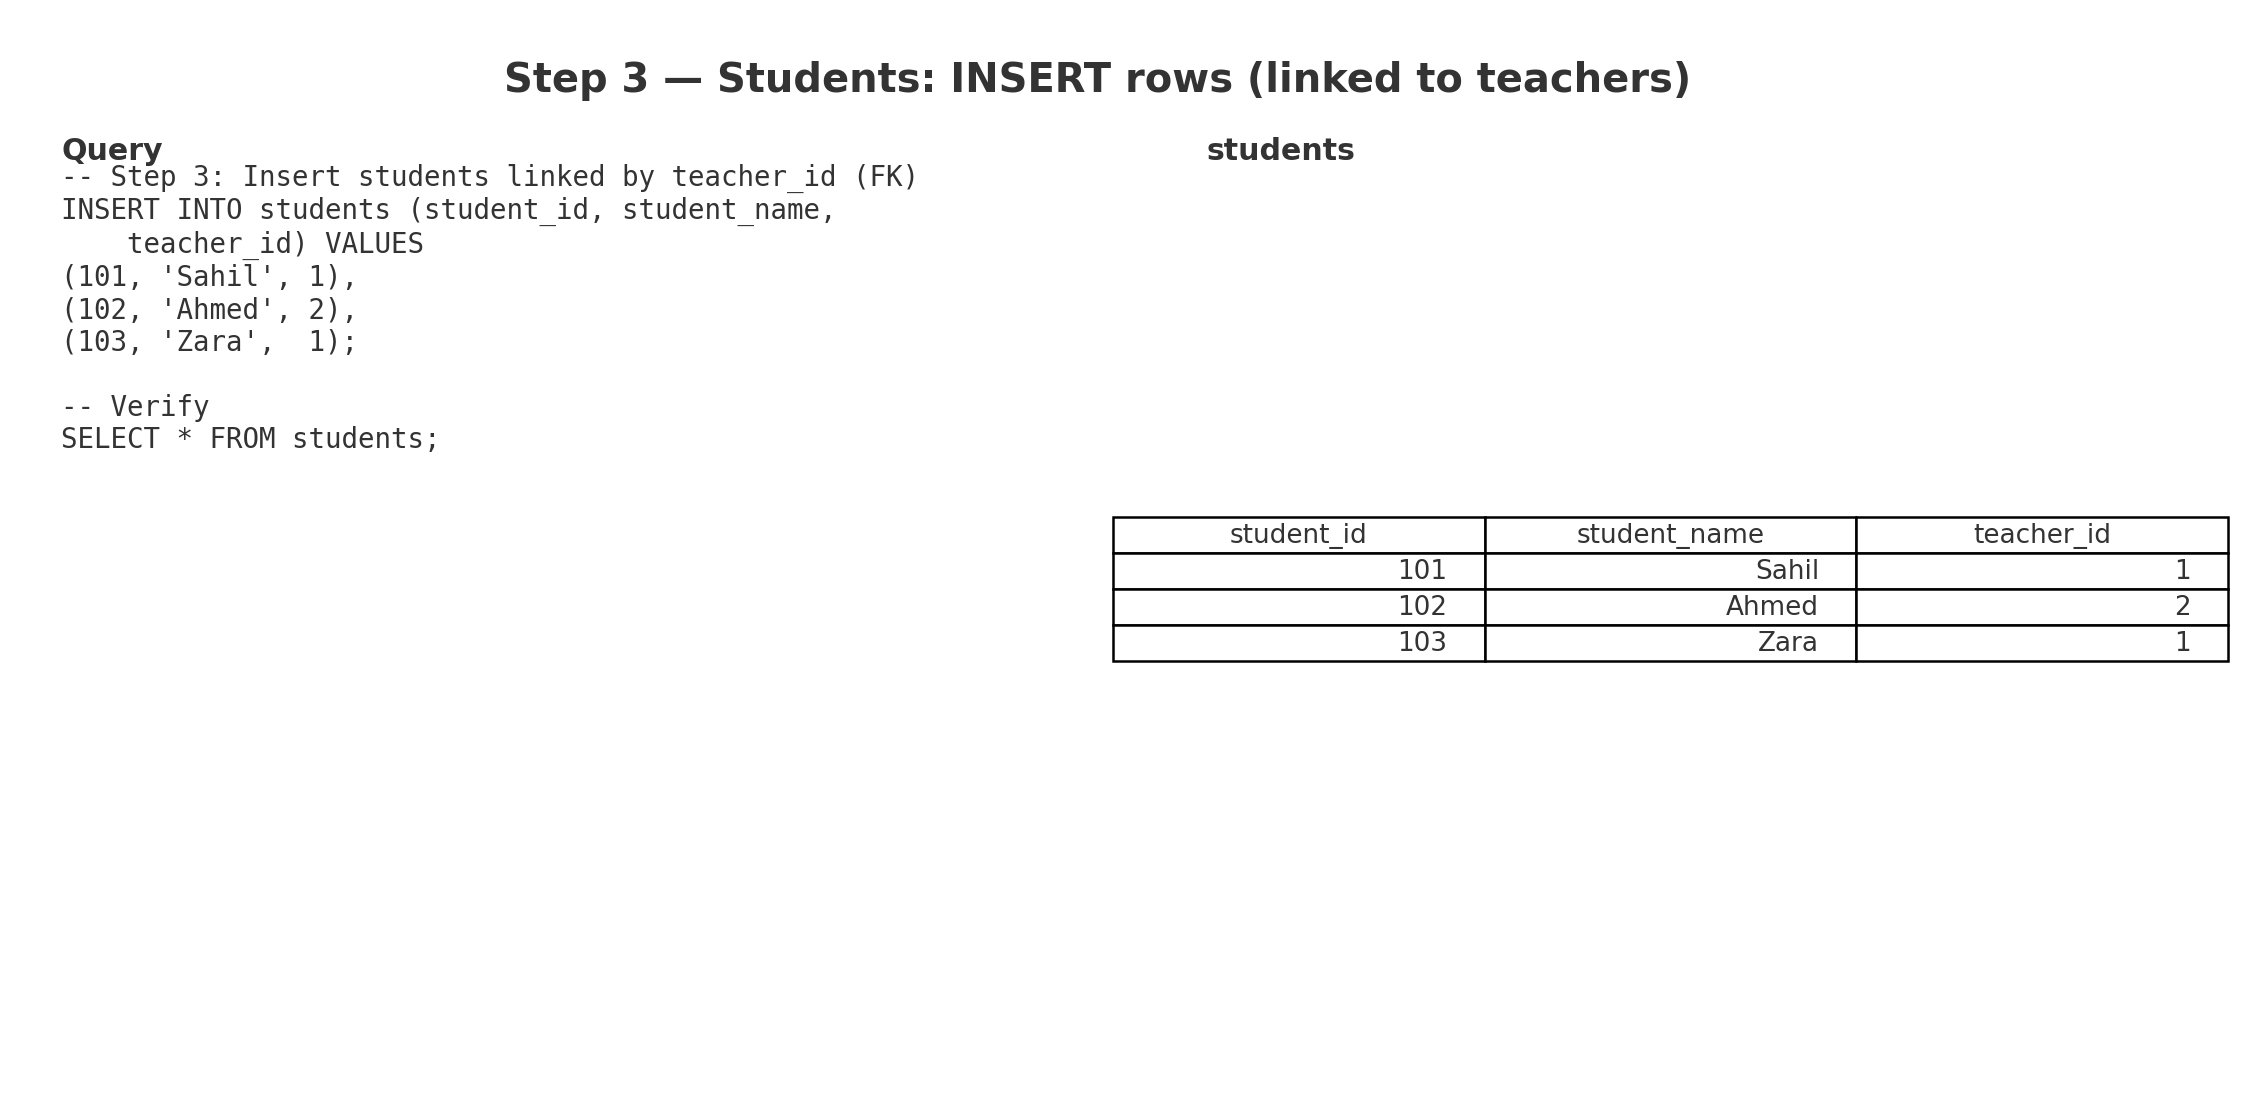 Step 3 — Students: INSERT rows (linked to teachers)
Query
-- Step 3: Insert students linked by teacher_id (FK)
INSERT INTO students (student_id, student_name,
    teacher_id) VALUES
(101, 'Sahil', 1),
(102, 'Ahmed', 2),
(103, 'Zara',  1);
-- Verify
SELECT * FROM students;
students
student_id student_name teacher_id
101 Sahil 1
102 Ahmed 2
103 Zara 1